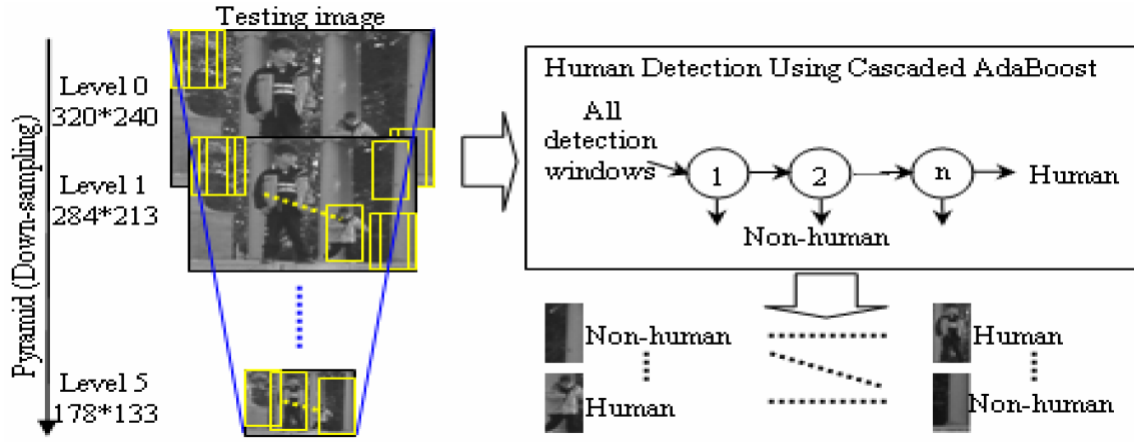 Testing image
Pyramid (Down-sampling)
Level 0
320*240
Level 1
284*213
Level 5
178*133
Human Detection Using Cascaded AdaBoost
All
detection
windows
1
2
n
Human
Non-human
Non-human
Human
Human
Non-human